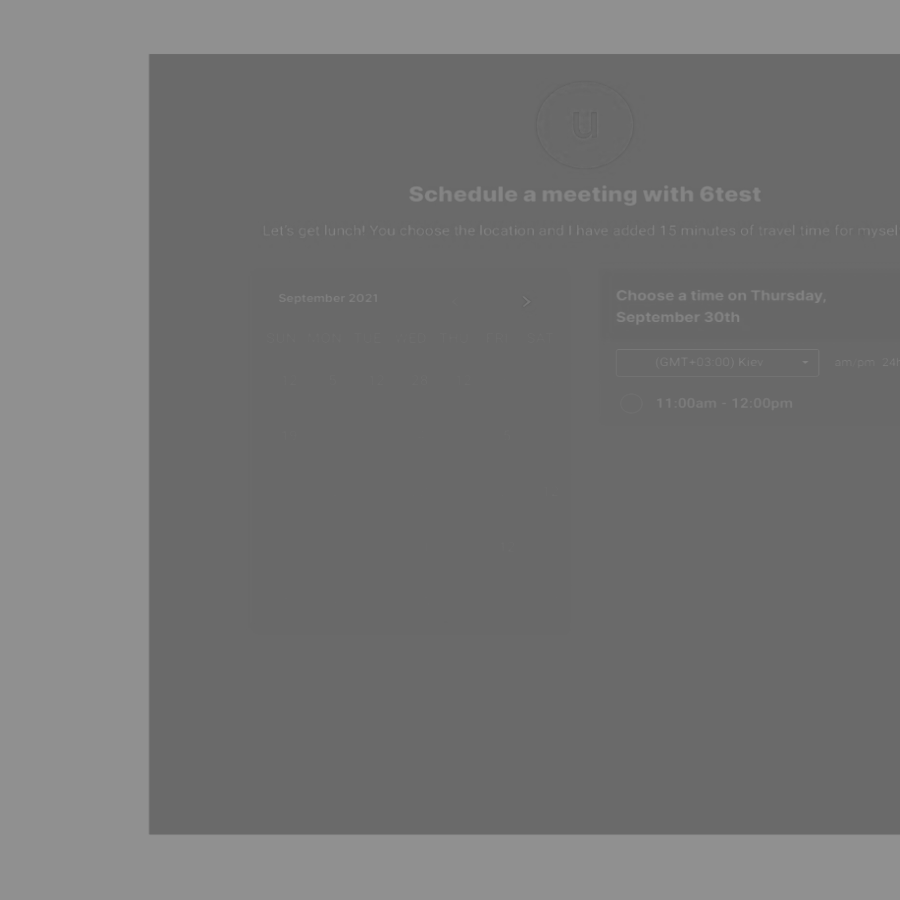 u
Schedule a meeting with 6test
Let's get lunch! You choose the location and I have added 15 minutes of travel time for mysel
September 2021
Choose a time on Thursday,
September 30th
(GMT+03:00) Kiev
am/pm 24h
11:00am - 12:00pm